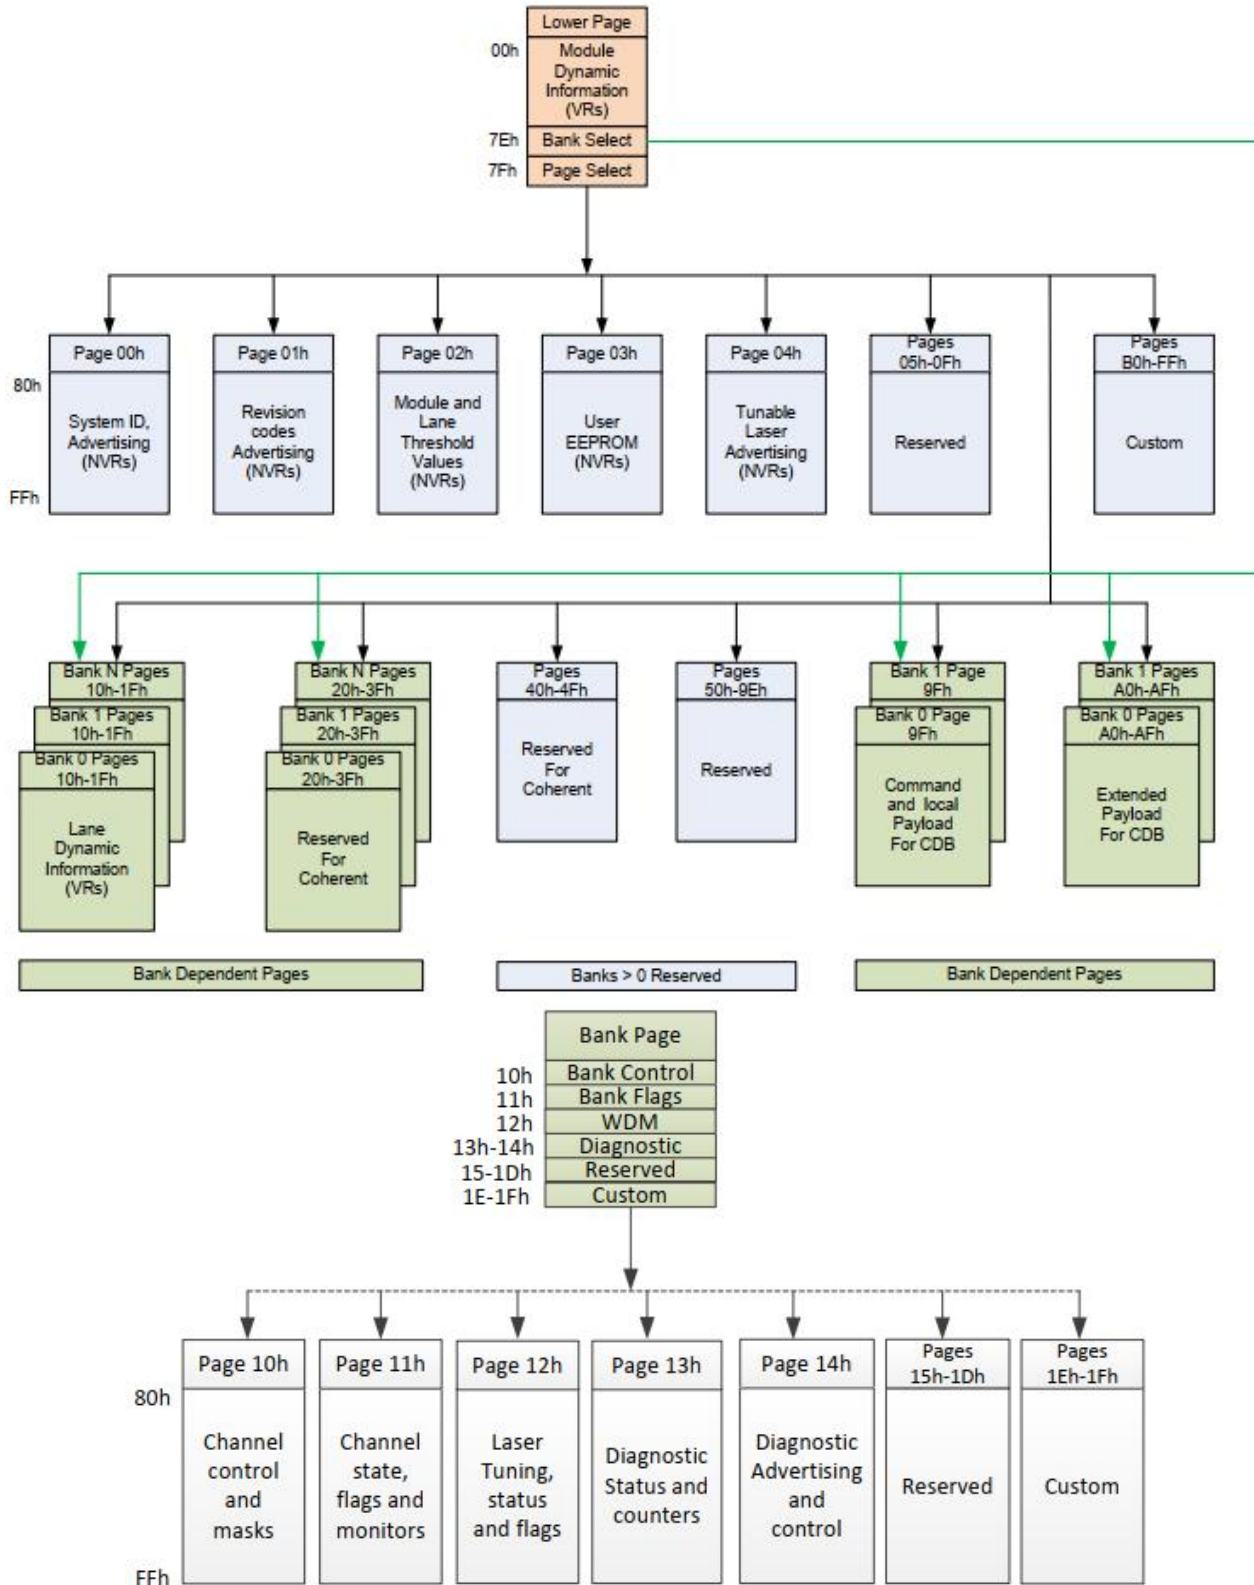 Lower Page
00h
Module
Dynamic
Information
(VRs)
7Eh
Bank Select
7Fh
Page Select
Page 00h
Page 01h
Page 02h
Page 03h
Page 04h
Pages
05h-0Fh
Pages
B0h-FFh
80h
System ID,
Advertising
(NVRs)
Revision
codes
Advertising
(NVRs)
Module and
Lane
Threshold
Values
(NVRs)
User
EEPROM
(NVRs)
Tunable
Laser
Advertising
(NVRs)
Reserved
Custom
FFh
Bank N Pages
10h-1Fh
Bank 1 Pages
10h-1Fh
Bank 0 Pages
10h-1Fh
Lane
Dynamic
Information
(VRs)
Bank N Pages
20h-3Fh
Bank 1 Pages
20h-3Fh
Bank 0 Pages
20h-3Fh
Reserved
For
Coherent
Pages
40h-4Fh
Reserved
For
Coherent
Pages
50h-9Eh
Reserved
Bank 1 Page
9Fh
Bank 0 Page
9Fh
Command
and local
Payload
For CDB
Bank 1 Pages
A0h-AFh
Bank 0 Pages
A0h-AFh
Extended
Payload
For CDB
Bank Dependent Pages
Banks > 0 Reserved
Bank Dependent Pages
Bank Page
10h
Bank Control
11h
Bank Flags
12h
WDM
13h-14h
Diagnostic
15-1Dh
Reserved
1E-1Fh
Custom
Page 10h
Page 11h
Page 12h
Page 13h
Page 14h
Pages
15h-1Dh
Pages
1Eh-1Fh
80h
Channel
control
and
masks
Channel
state,
flags and
monitors
Laser
Tuning,
status
and flags
Diagnostic
Status and
counters
Diagnostic
Advertising
and
control
Reserved
Custom
FFh